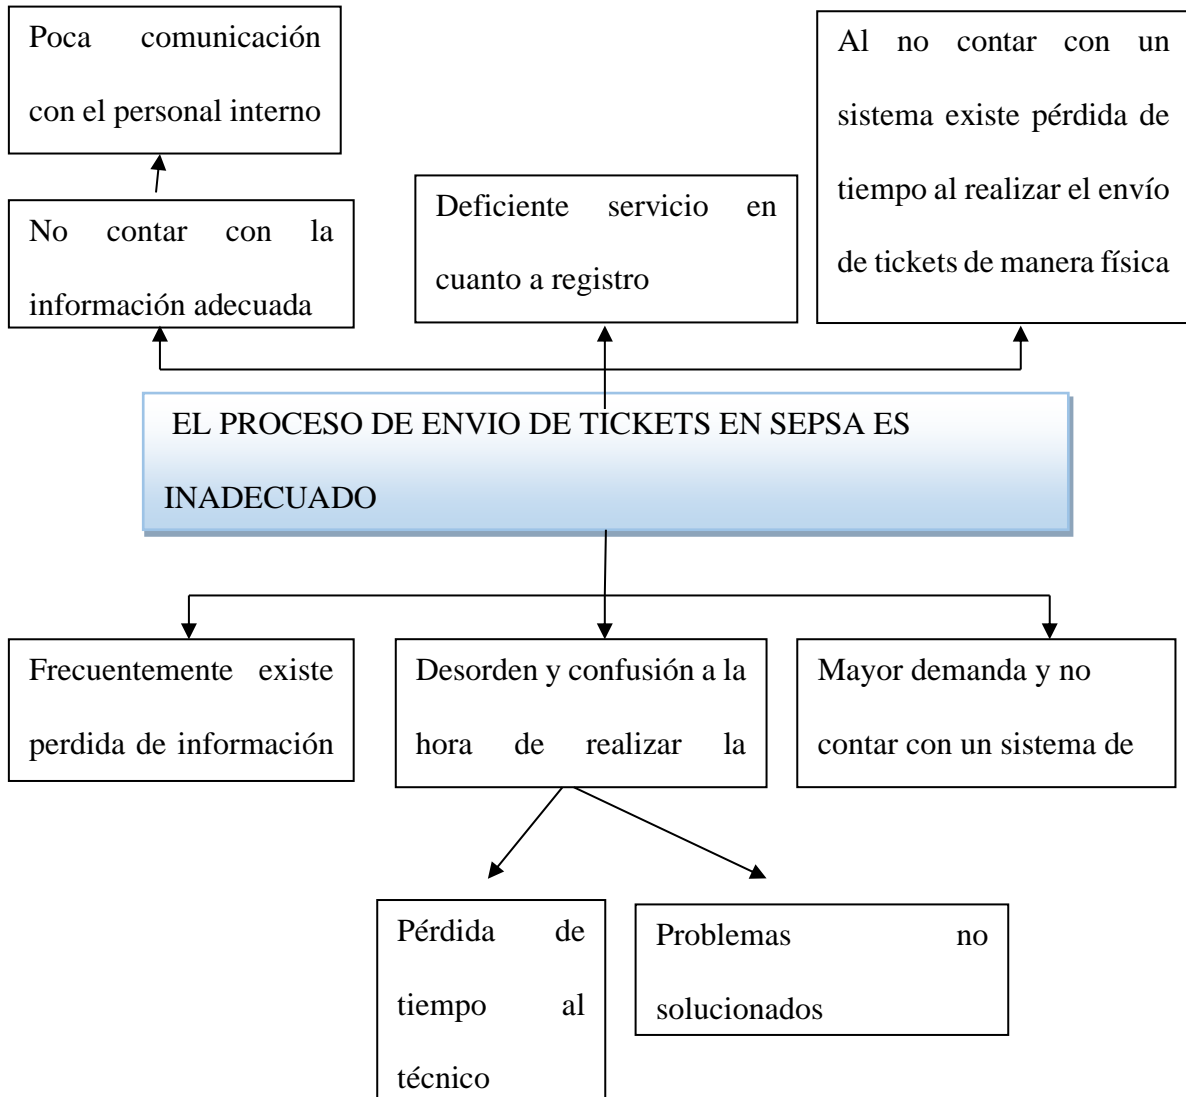 Poca comunicación
con el personal interno
Al no contar con un
sistema existe pérdida de
tiempo al realizar el envío
de tickets de manera física
No contar con la
información adecuada
Deficiente servicio en
cuanto a registro
EL PROCESO DE ENVIO DE TICKETS EN SEPSA ES
INADECUADO
Frecuentemente existe
perdida de información
Desorden y confusión a la
hora de realizar la
Mayor demanda y no
contar con un sistema de
Pérdida de
tiempo al
técnico
Problemas no
solucionados